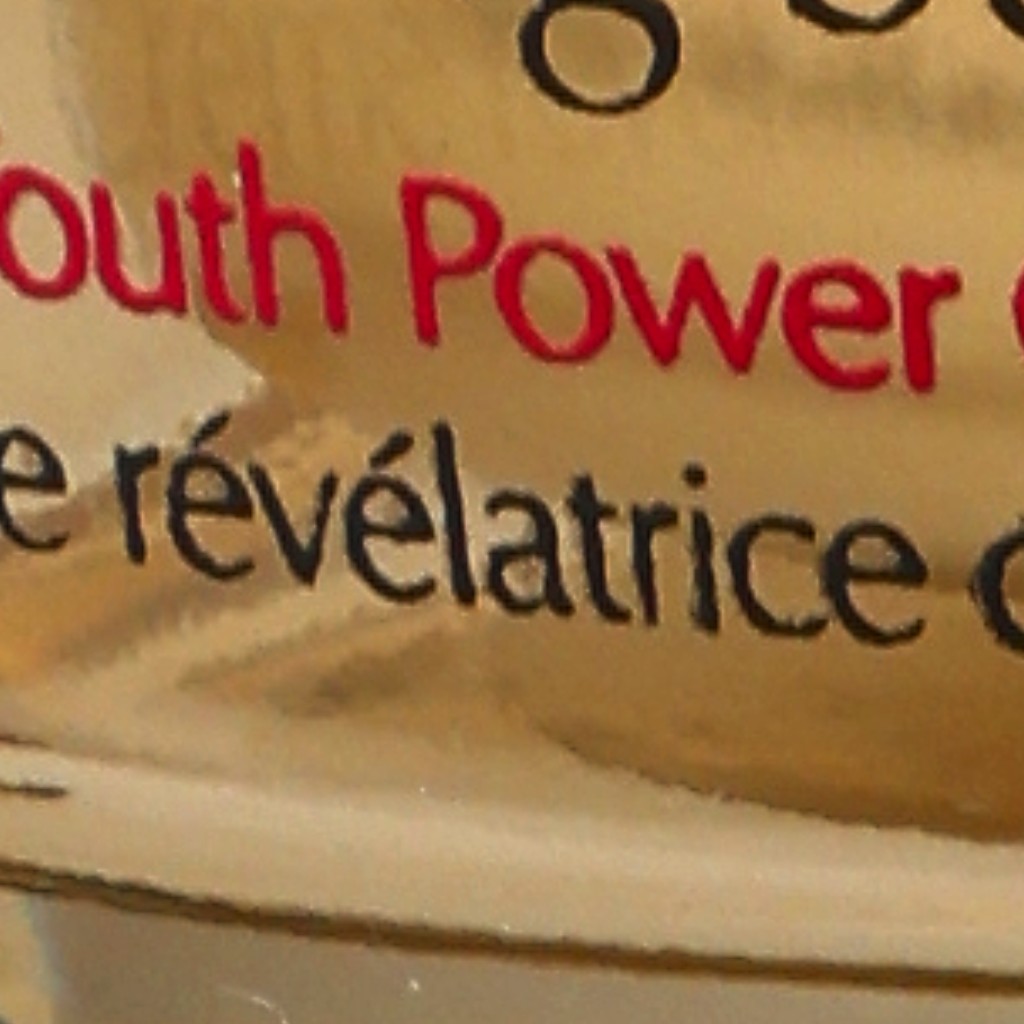 outh Power
e révélatrice